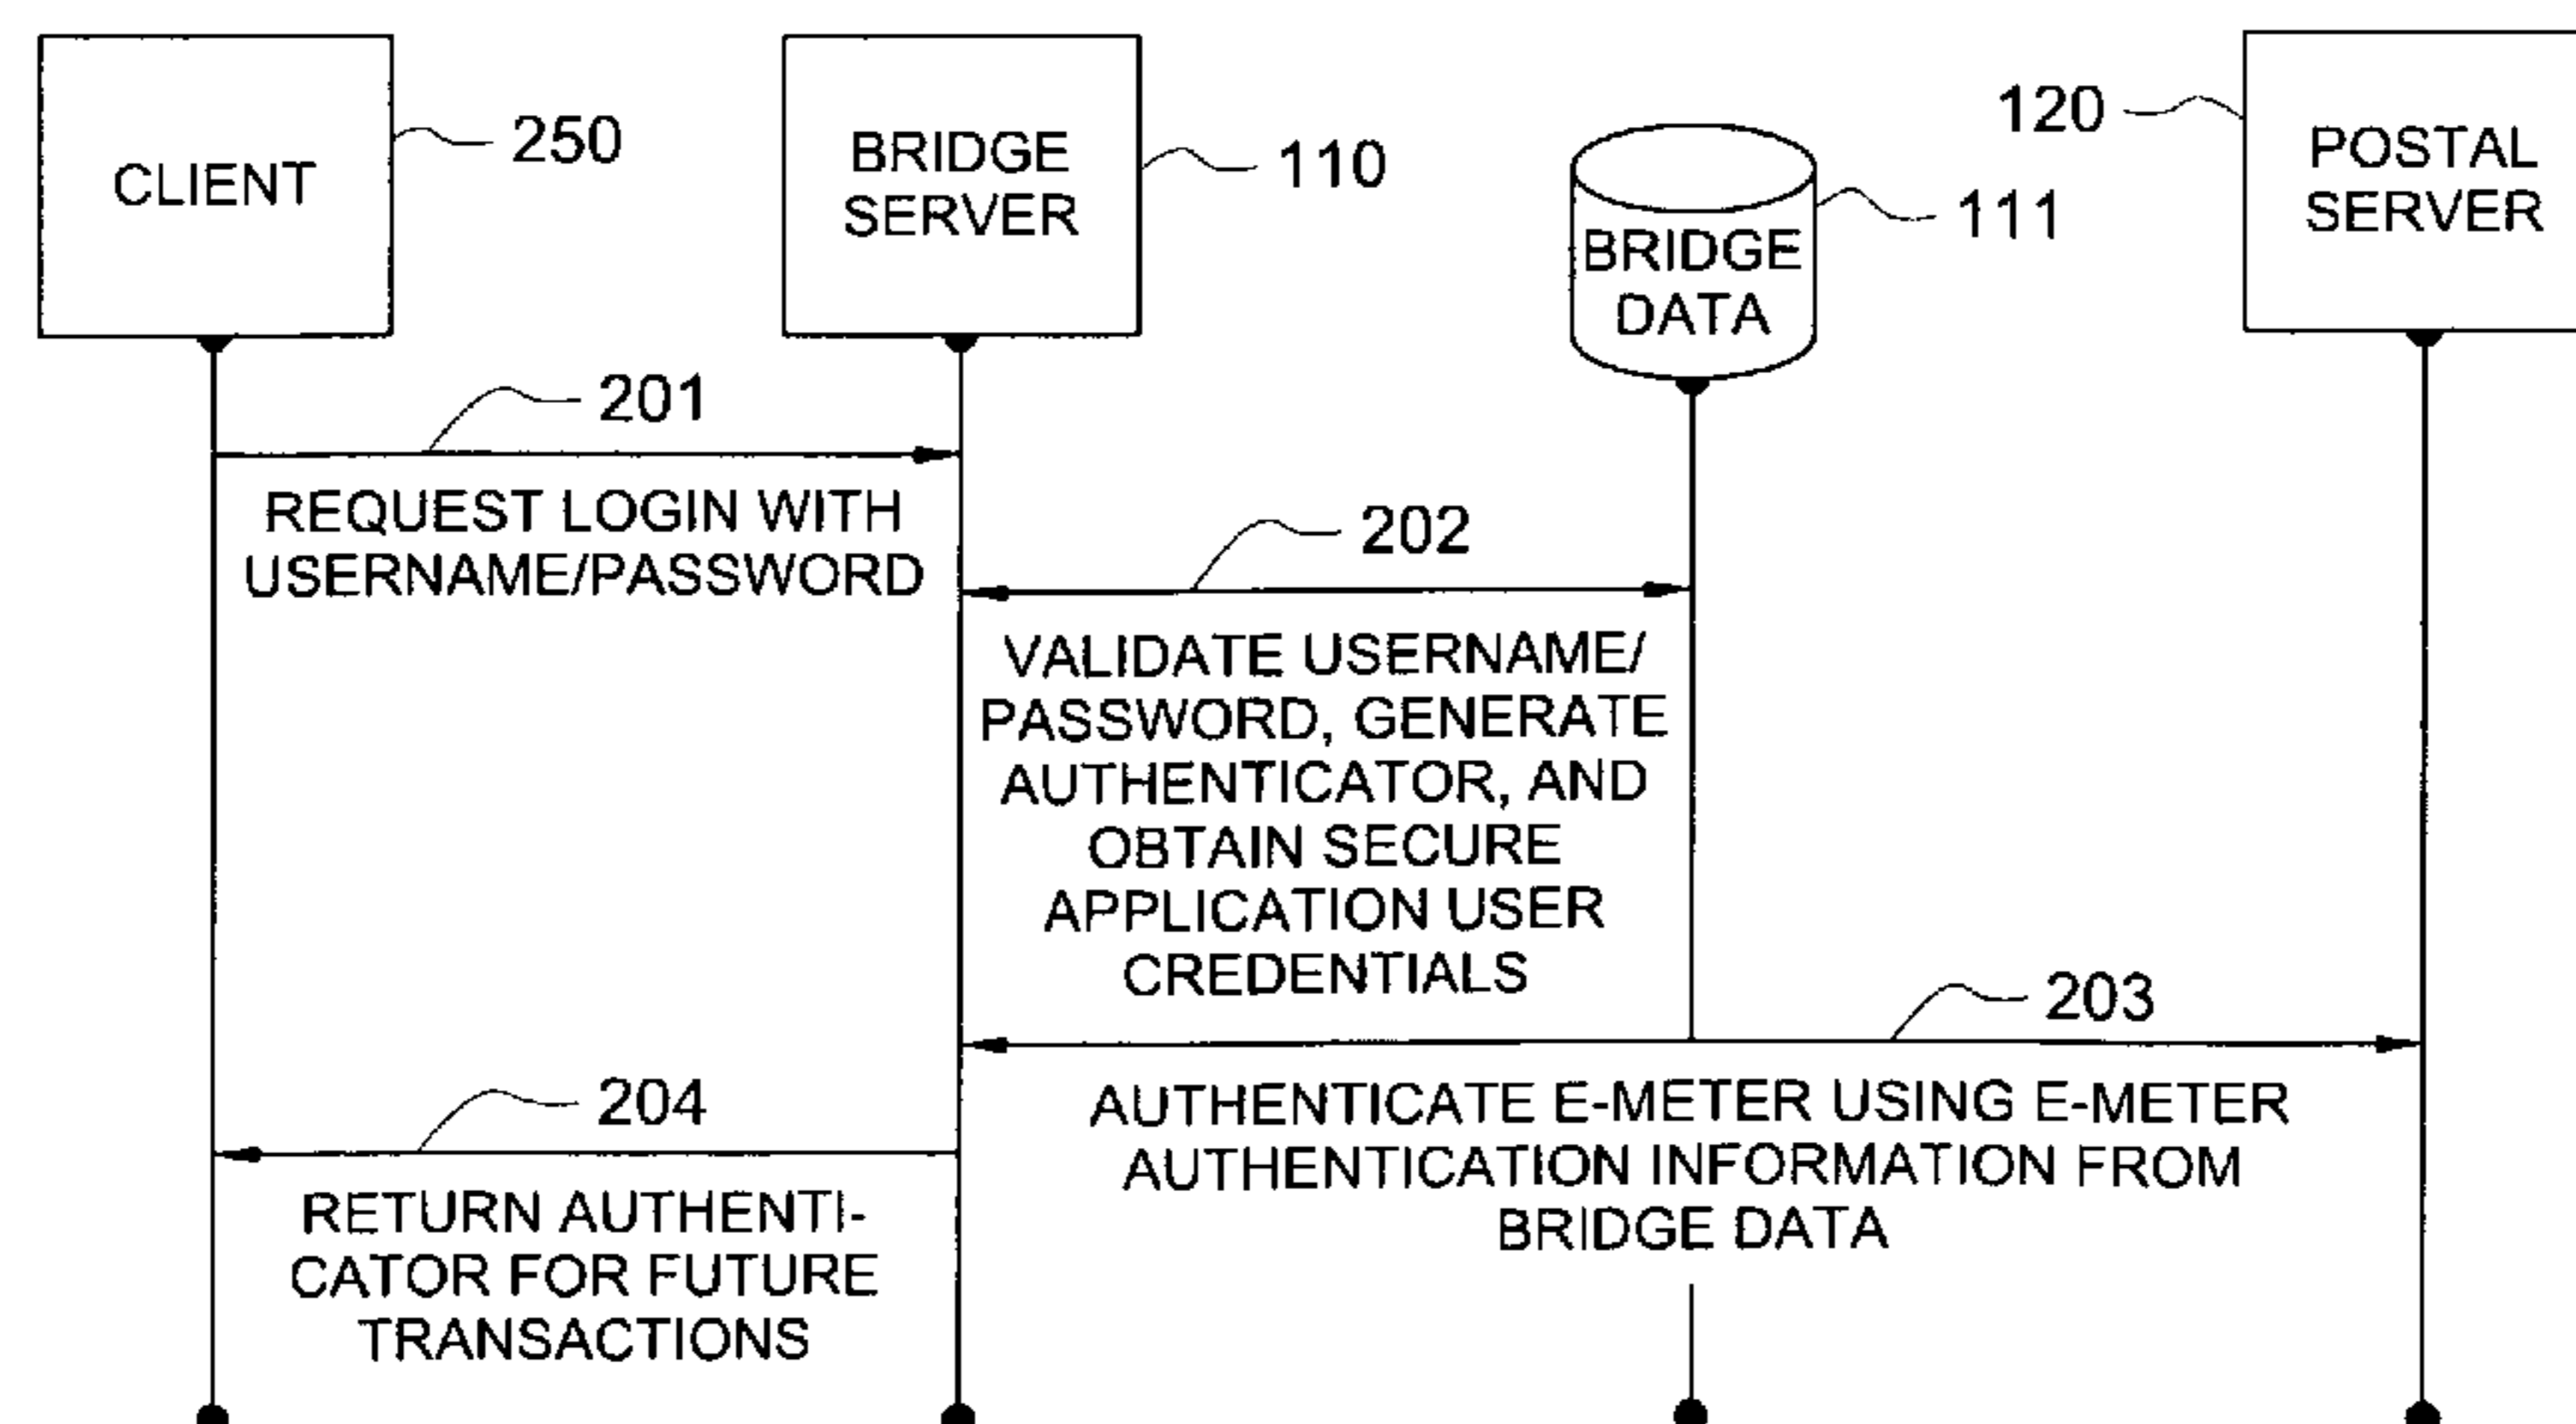 CLIENT
250
BRIDGE
SERVER
110
BRIDGE
DATA
111
120
POSTAL
SERVER
201
REQUEST LOGIN WITH
USERNAME/PASSWORD
202
VALIDATE USERNAME/
PASSWORD, GENERATE
AUTHENTICATOR, AND
OBTAIN SECURE
APPLICATION USER
CREDENTIALS
203
AUTHENTICATE E-METER USING E-METER
AUTHENTICATION INFORMATION FROM
BRIDGE DATA
204
RETURN AUTHENTI-
CATOR FOR FUTURE
TRANSACTIONS